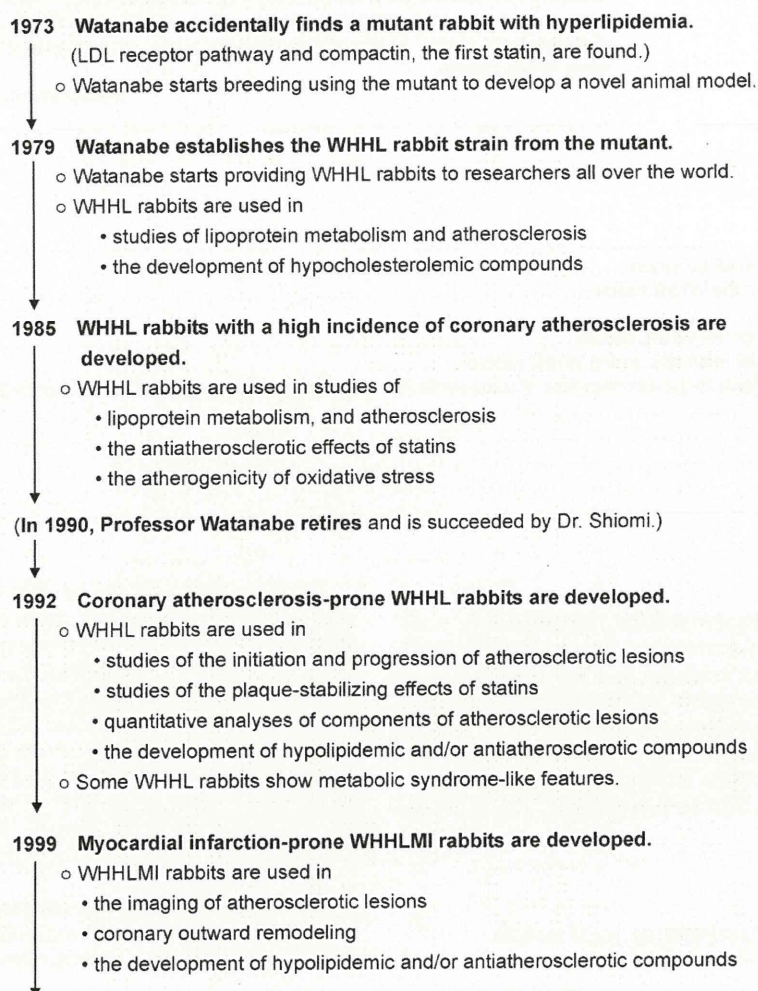 1973 Watanabe accidentally finds a mutant rabbit with hyperlipidemia.
(LDL receptor pathway and compactin, the first statin, are found.)
o Watanabe starts breeding using the mutant to develop a novel animal model.
1979 Watanabe establishes the WHHL rabbit strain from the mutant.
o Watanabe starts providing WHHL rabbits to researchers all over the world.
o WHHL rabbits are used in
• studies of lipoprotein metabolism and atherosclerosis
• the development of hypocholesterolemic compounds
1985 WHHL rabbits with a high incidence of coronary atherosclerosis are
developed.
o WHHL rabbits are used in studies of
• lipoprotein metabolism, and atherosclerosis
• the antiatherosclerotic effects of statins
• the atherogenicity of oxidative stress
(In 1990, Professor Watanabe retires and is succeeded by Dr. Shiomi.)
1992 Coronary atherosclerosis-prone WHHL rabbits are developed.
o WHHL rabbits are used in
• studies of the initiation and progression of atherosclerotic lesions
• studies of the plaque-stabilizing effects of statins
• quantitative analyses of components of atherosclerotic lesions
• the development of hypolipidemic and/or antiatherosclerotic compounds
o Some WHHL rabbits show metabolic syndrome-like features.
1999 Myocardial infarction-prone WHHLMI rabbits are developed.
o WHHLMI rabbits are used in
• the imaging of atherosclerotic lesions
• coronary outward remodeling
• the development of hypolipidemic and/or antiatherosclerotic compounds